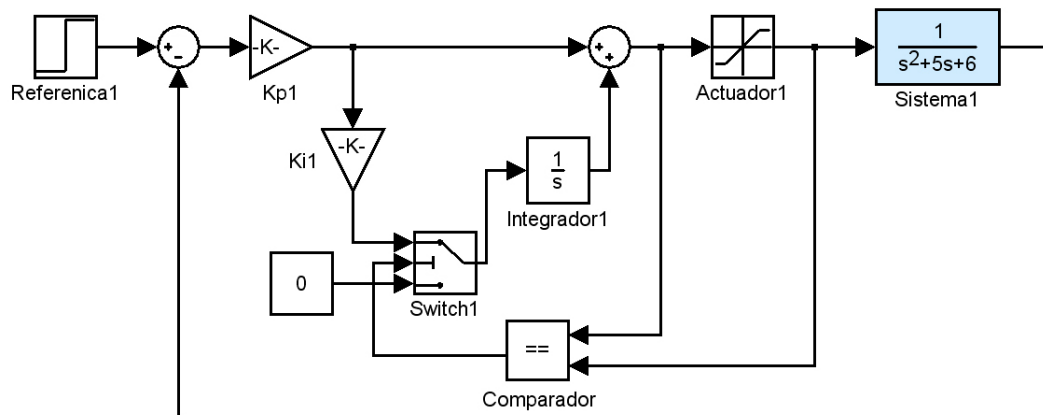 Referenica1
+
-
-K-
Kp1
-K-
Ki1
0
Switch1
1
s
Integrador1
+
+
==
Comparador
Actuador1
1
s²+5s+6
Sistema1